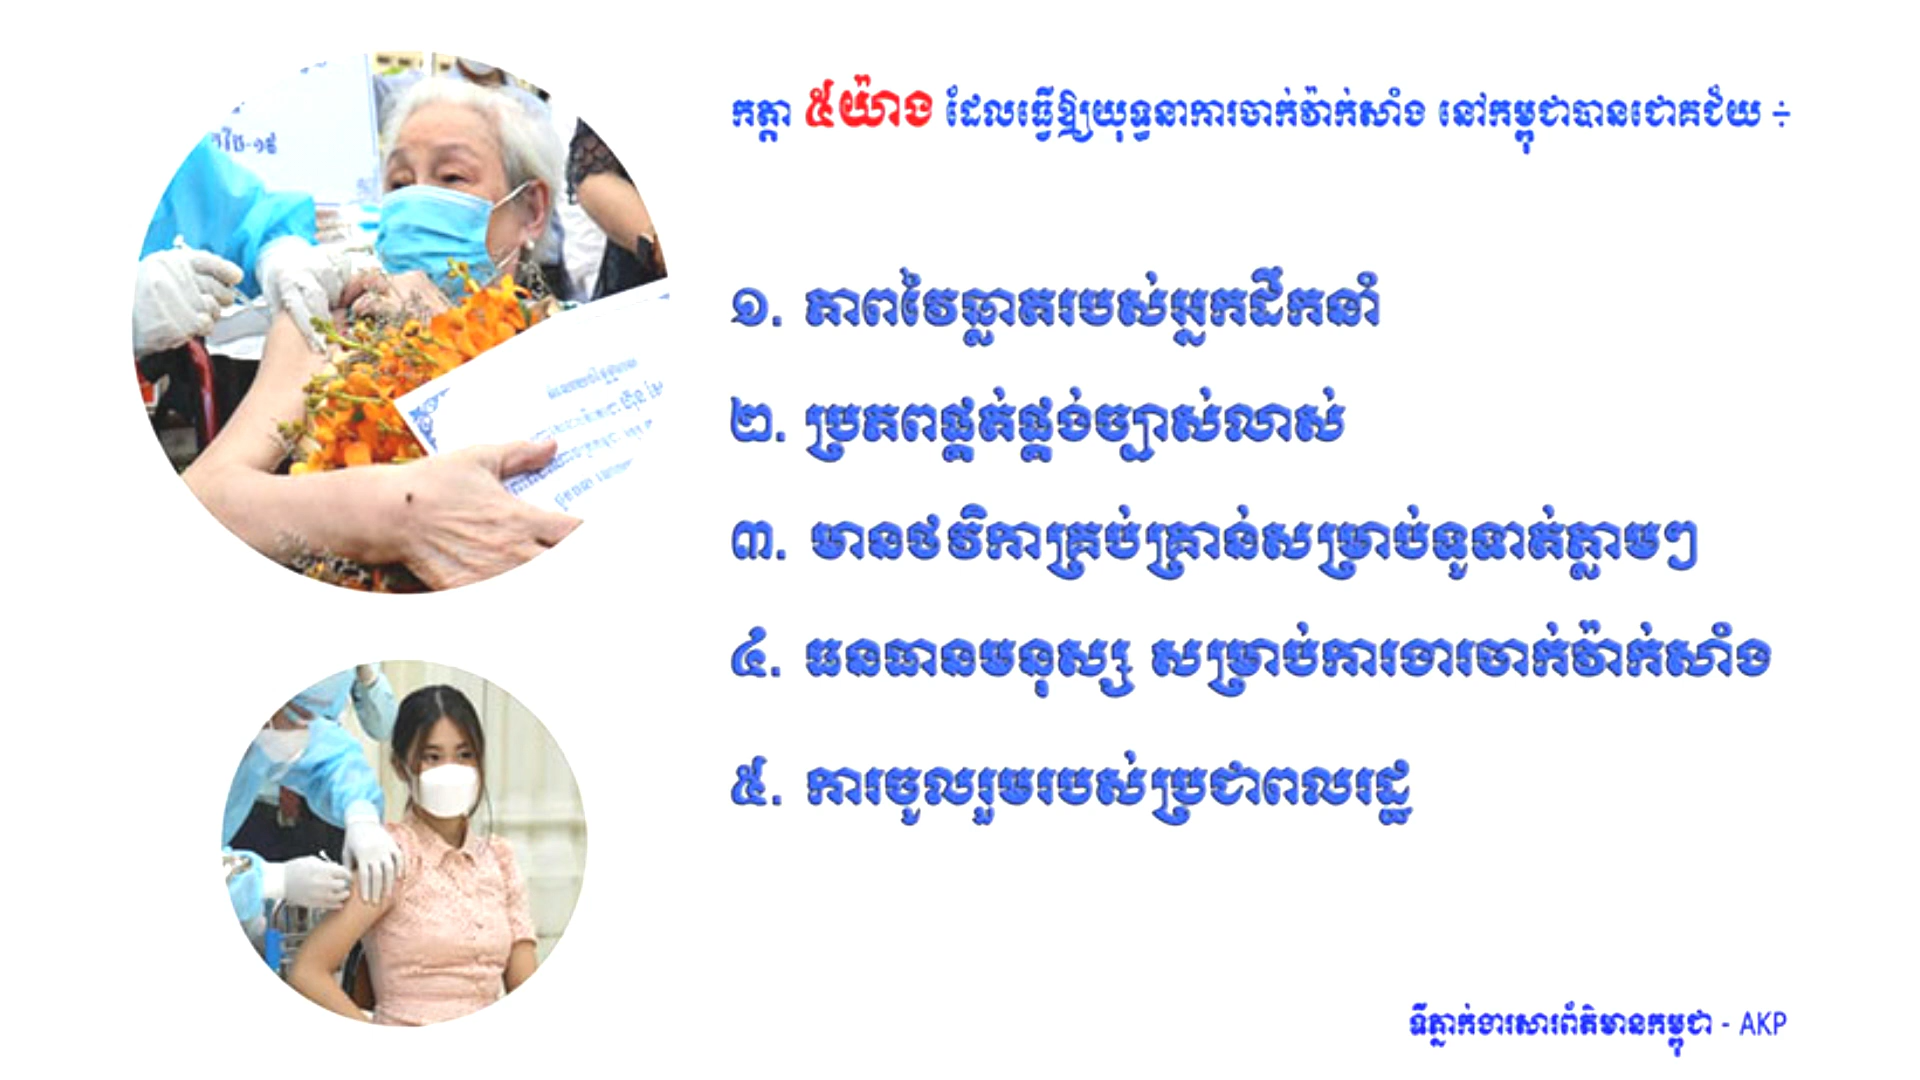 កត្តា ៥យ៉ាង ដែលធ្វើឱ្យយុទ្ធនាការចាក់វ៉ាក់សាំង នៅកម្ពុជាបានជោគជ័យ ÷
១. ភាពវៃឆ្លាតរបស់អ្នកដឹកនាំ
២. ប្រភពផ្គត់ផ្គង់ច្បាស់លាស់
៣. មានថវិកាគ្រប់គ្រាន់សម្រាប់ទូទាត់ភ្លាមៗ
៤. ធនធានមនុស្ស សម្រាប់ការងារចាក់វ៉ាក់សាំង
៥. ការចូលរួមរបស់ប្រជាពលរដ្ឋ
ទីភ្នាក់ងារសារព័ត៌មានកម្ពុជា - AKP